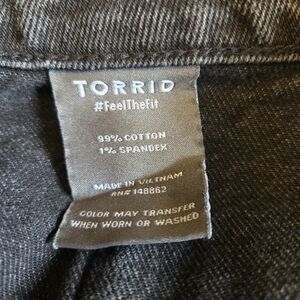 TORRID
#FeelTheFit
99% COTTON
1% SPANDEX
MADE IN VIETNAM
RN# 148862
COLOR MAY TRANSFER
WHEN WORN OR WASHED